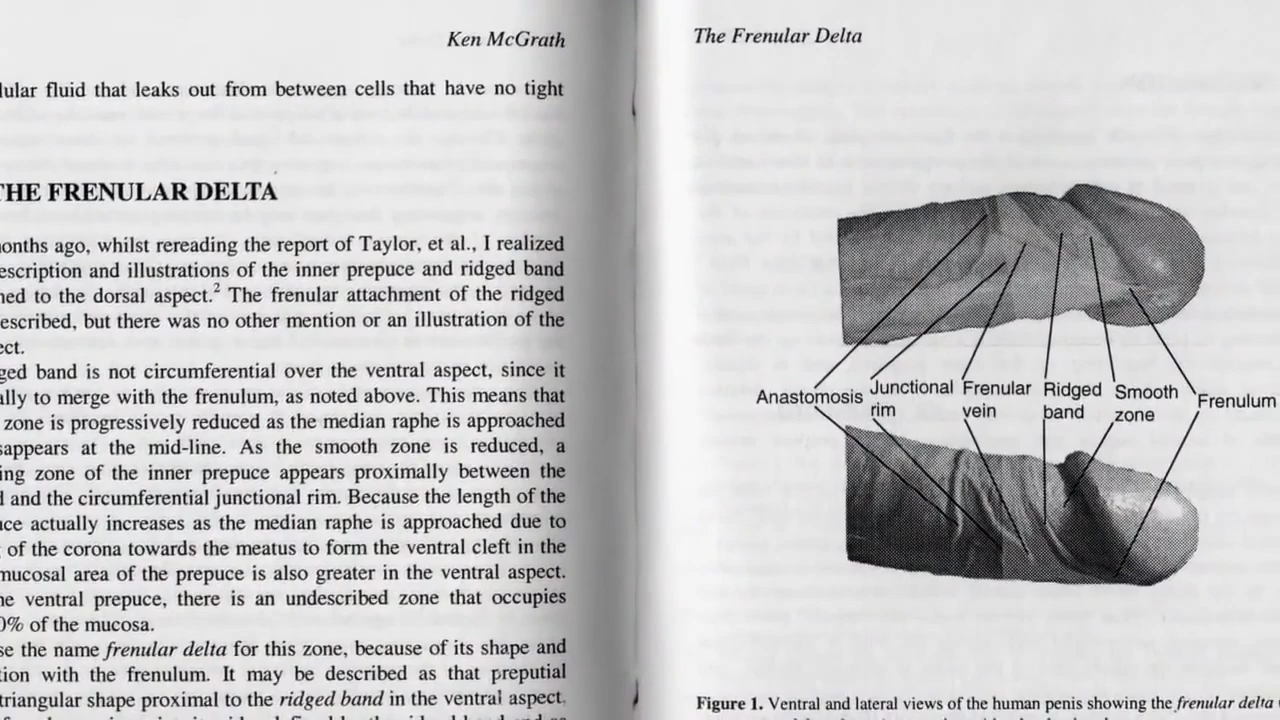 Ken McGrath
lular fluid that leaks out from between cells that have no tight
THE FRENULAR DELTA
onths ago, whilst rereading the report of Taylor, et al., I realized
escription and illustrations of the inner prepuce and ridged band
ned to the dorsal aspect.2 The frenular attachment of the ridged
escribed, but there was no other mention or an illustration of the
ect.
ged band is not circumferential over the ventral aspect, since it
ally to merge with the frenulum, as noted above. This means that
zone is progressively reduced as the median raphe is approached
sappears at the mid-line. As the smooth zone is reduced, a
ing zone of the inner prepuce appears proximally between the
d and the circumferential junctional rim. Because the length of the
uce actually increases as the median raphe is approached due to
of the corona towards the meatus to form the ventral cleft in the
mucosal area of the prepuce is also greater in the ventral aspect.
he ventral prepuce, there is an undescribed zone that occupies
0% of the mucosa.
se the name frenular delta for this zone, because of its shape and
tion with the frenulum. It may be described as that preputial
triangular shape proximal to the ridged band in the ventral aspect.
The Frenular Delta
Anastomosis
Junctional rim
Frenular vein
Ridged band
Smooth zone
Frenulum
Figure 1. Ventral and lateral views of the human penis showing the frenular delta